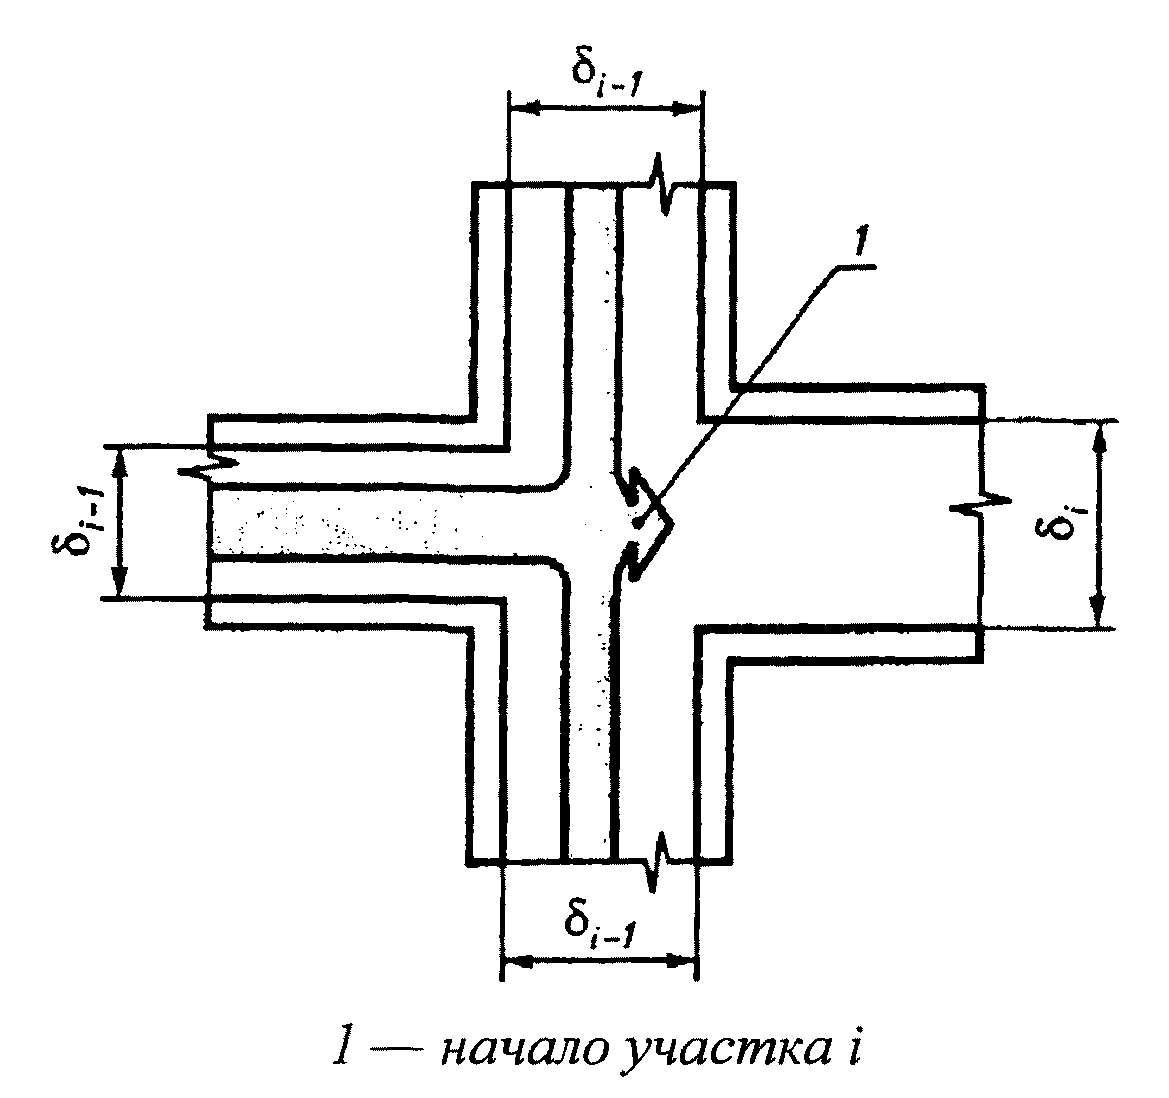 δi–1
1
δi–1
δi
δi–1
1 — начало участка i